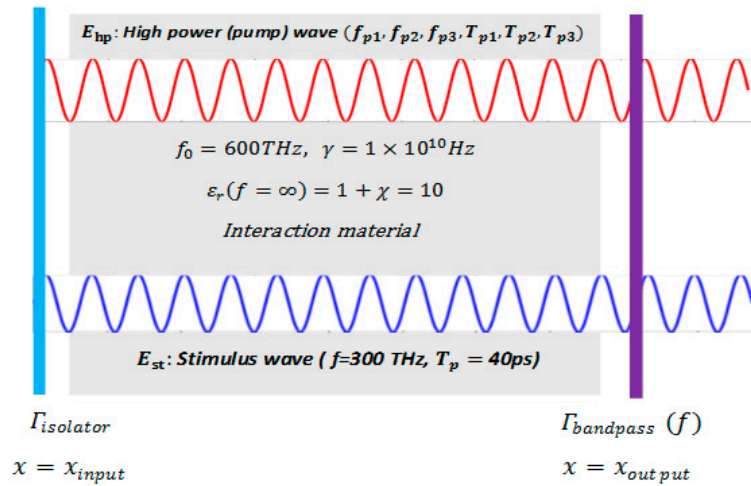 E_hp: High power (pump) wave (f_p1, f_p2, f_p3, T_p1, T_p2, T_p3)
f_0 = 600THz, γ = 1 × 10^10 Hz
ε_r(f = ∞) = 1 + χ = 10
Interaction material
E_st: Stimulus wave ( f=300 THz, T_p = 40ps)
Γ_isolator
Γ_bandpass (f)
x = x_input
x = x_output